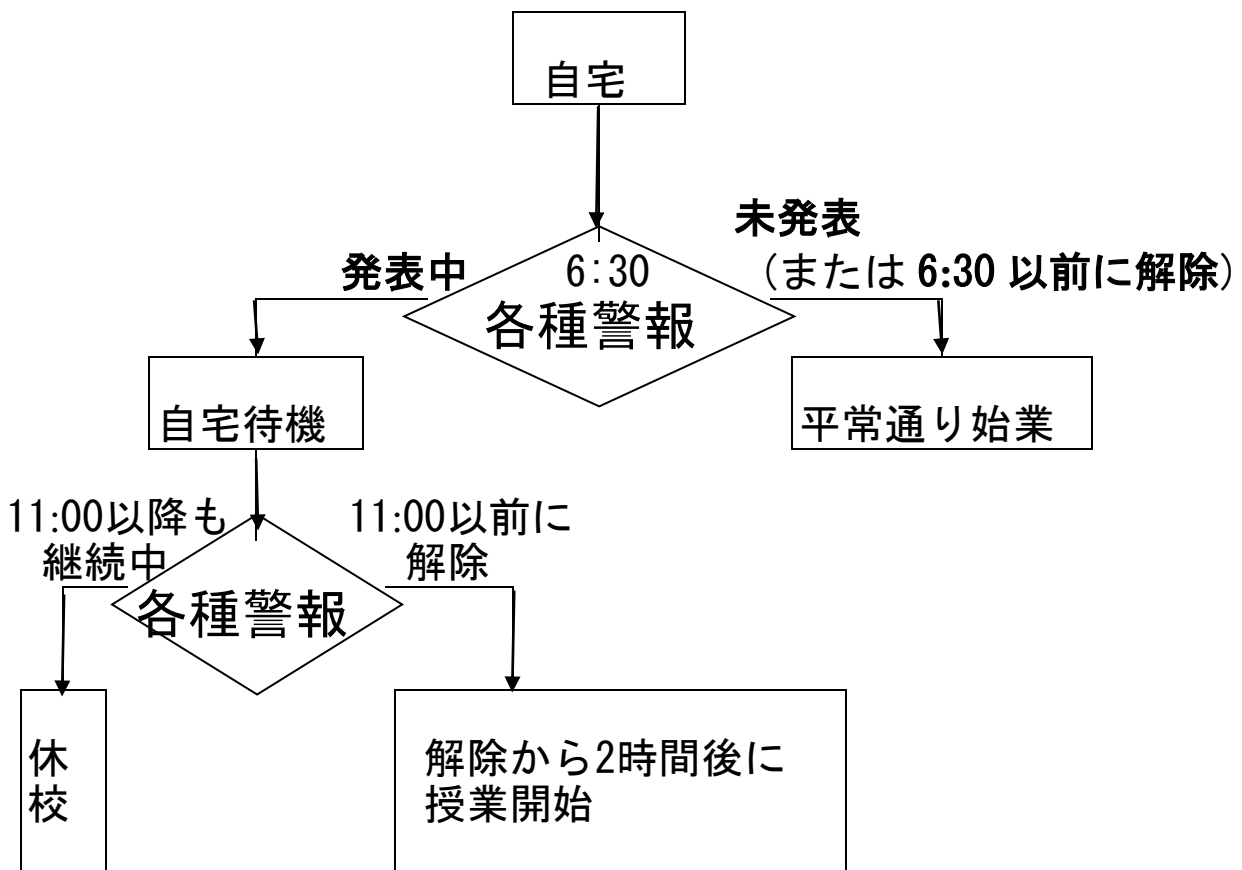 自宅
未発表
発表中
6:30
（または 6:30 以前に解除）
各種警報
自宅待機
平常通り始業
11:00以降も
継続中
11:00以前に
解除
各種警報
休
校
解除から2時間後に
授業開始